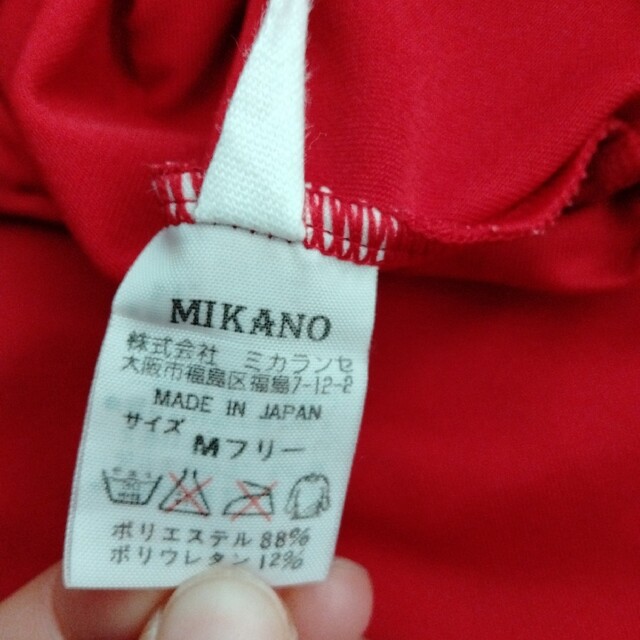 MIKANO
株式会社 ミカランセ
大阪市福島区福島7-12-2
MADE IN JAPAN
サイズ
Mフリー
ポリエステル 88%
ポリウレタン 12%